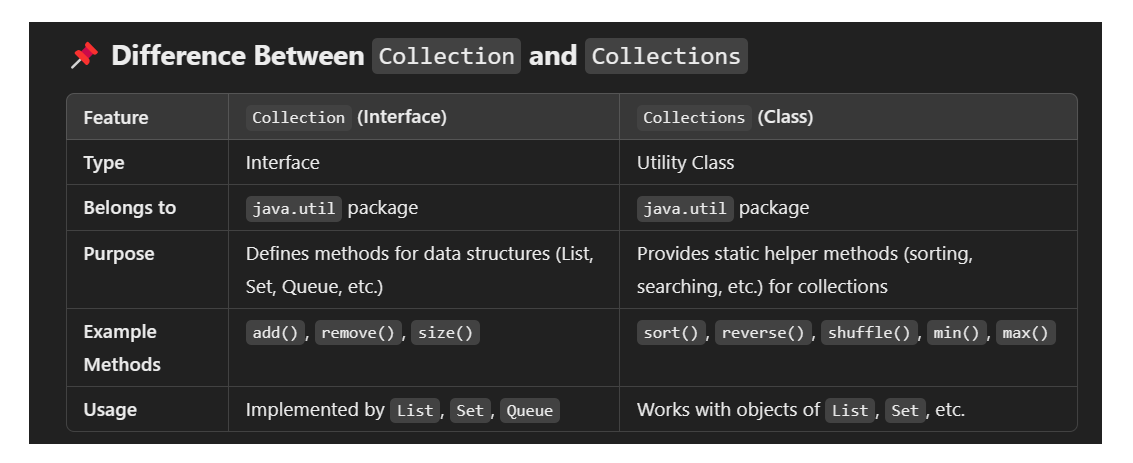 📌 Difference Between Collection and Collections
Feature Collection (Interface) Collections (Class)
Type Interface Utility Class
Belongs to java.util package java.util package
Purpose Defines methods for data structures (List, Provides static helper methods (sorting,
Set, Queue, etc.) searching, etc.) for collections
Example add(), remove(), size() sort(), reverse(), shuffle(), min(), max()
Methods
Usage Implemented by List, Set, Queue Works with objects of List, Set, etc.